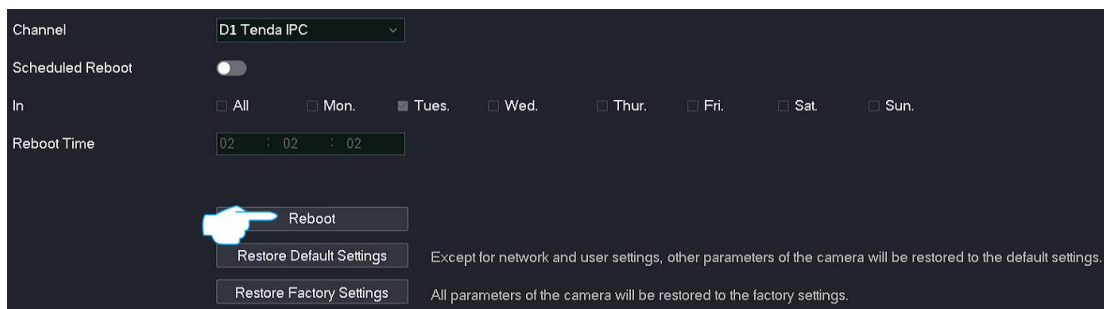 Channel D1 Tenda IPC
Scheduled Reboot
In All Mon. Tues. Wed. Thur. Fri. Sat. Sun.
Reboot Time 02 : 02 : 02
Reboot
Restore Default Settings Except for network and user settings, other parameters of the camera will be restored to the default settings.
Restore Factory Settings All parameters of the camera will be restored to the factory settings.